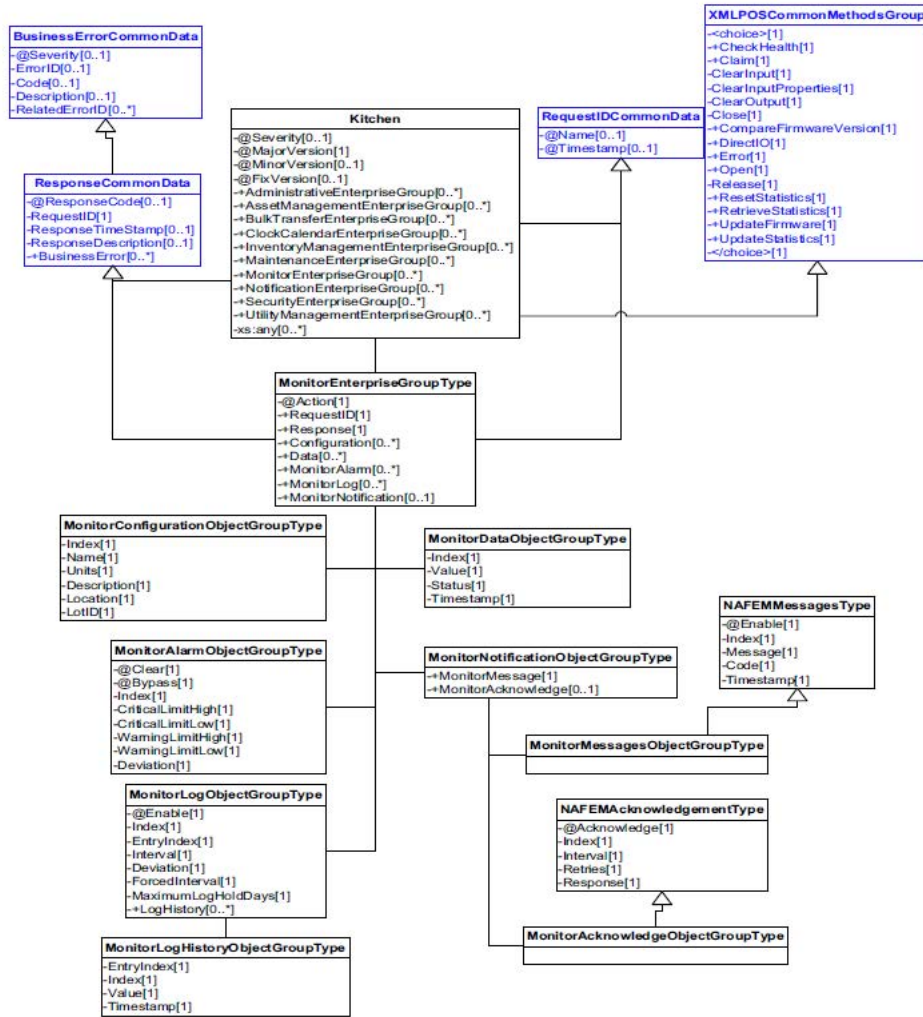 BusinessErrorCommonData
-@Severity[0..1]
-ErrorID[0..1]
-Code[0..1]
-Description[0..1]
-RelatedErrorID[0..*]
ResponseCommonData
-@ResponseCode[0..1]
-RequestID[1]
-ResponseTimeStamp[0..1]
-ResponseDescription[0..1]
-+BusinessError[0..*]
Kitchen
-@Severity[0..1]
-@MajorVersion[1]
-@MinorVersion[0..1]
-@FixVersion[0..1]
-+AdministrativeEnterpriseGroup[0..*]
-+AssetManagementEnterpriseGroup[0..*]
-+BulkTransferEnterpriseGroup[0..*]
-+ClockCalendarEnterpriseGroup[0..*]
-+InventoryManagementEnterpriseGroup[0..*]
-+MaintenanceEnterpriseGroup[0..*]
-+MonitorEnterpriseGroup[0..*]
-+NotificationEnterpriseGroup[0..*]
-+SecurityEnterpriseGroup[0..*]
-+UtilityManagementEnterpriseGroup[0..*]
-xs:any[0..*]
RequestIDCommonData
-@Name[0..1]
-@Timestamp[0..1]
XMLPOSCommonMethodsGroup
-<choice>[1]
-+CheckHealth[1]
-+Claim[1]
-ClearInput[1]
-ClearInputProperties[1]
-ClearOutput[1]
-Close[1]
-+CompareFirmwareVersion[1]
-+DirectIO[1]
-+Error[1]
-+Open[1]
-Release[1]
-+ResetStatistics[1]
-+RetrieveStatistics[1]
-+UpdateFirmware[1]
-+UpdateStatistics[1]
-</choice>[1]
MonitorEnterpriseGroupType
-@Action[1]
-+RequestID[1]
-+Response[1]
-+Configuration[0..*]
-+Data[0..*]
-+MonitorAlarm[0..*]
-+MonitorLog[0..*]
-+MonitorNotification[0..1]
MonitorConfigurationObjectGroupType
-Index[1]
-Name[1]
-Units[1]
-Description[1]
-Location[1]
-LotID[1]
MonitorDataObjectGroupType
-Index[1]
-Value[1]
-Status[1]
-Timestamp[1]
NAFEMMessagesType
-@Enable[1]
-Index[1]
-Message[1]
-Code[1]
-Timestamp[1]
MonitorAlarmObjectGroupType
-@Clear[1]
-@Bypass[1]
-Index[1]
-CriticalLimitHigh[1]
-CriticalLimitLow[1]
-WarningLimitHigh[1]
-WarningLimitLow[1]
-Deviation[1]
MonitorNotificationObjectGroupType
-+MonitorMessage[1]
-+MonitorAcknowledge[0..1]
MonitorMessagesObjectGroupType
MonitorLogObjectGroupType
-@Enable[1]
-Index[1]
-EntryIndex[1]
-Interval[1]
-Deviation[1]
-ForcedInterval[1]
-MaximumLogHoldDays[1]
-+LogHistory[0..*]
NAFEMAcknowledgementType
-@Acknowledge[1]
-Index[1]
-Interval[1]
-Retries[1]
-Response[1]
MonitorAcknowledgeObjectGroupType
MonitorLogHistoryObjectGroupType
-EntryIndex[1]
-Index[1]
-Value[1]
-Timestamp[1]